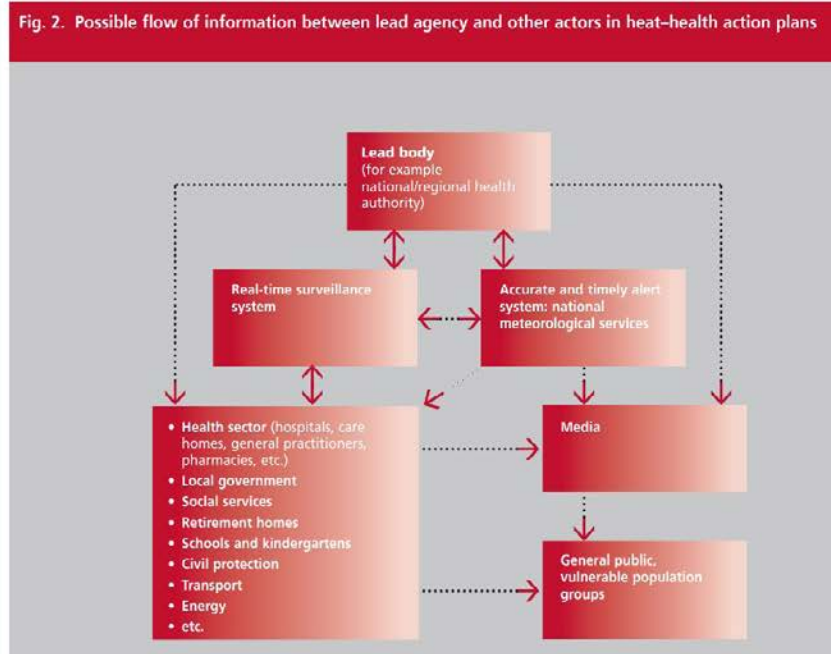 Fig. 2. Possible flow of information between lead agency and other actors in heat–health action plans
Lead body
(for example
national/regional health
authority)
Real-time surveillance
system
Accurate and timely alert
system: national
meteorological services
• Health sector (hospitals, care
homes, general practitioners,
pharmacies, etc.)
• Local government
• Social services
• Retirement homes
• Schools and kindergartens
• Civil protection
• Transport
• Energy
• etc.
Media
General public,
vulnerable population
groups